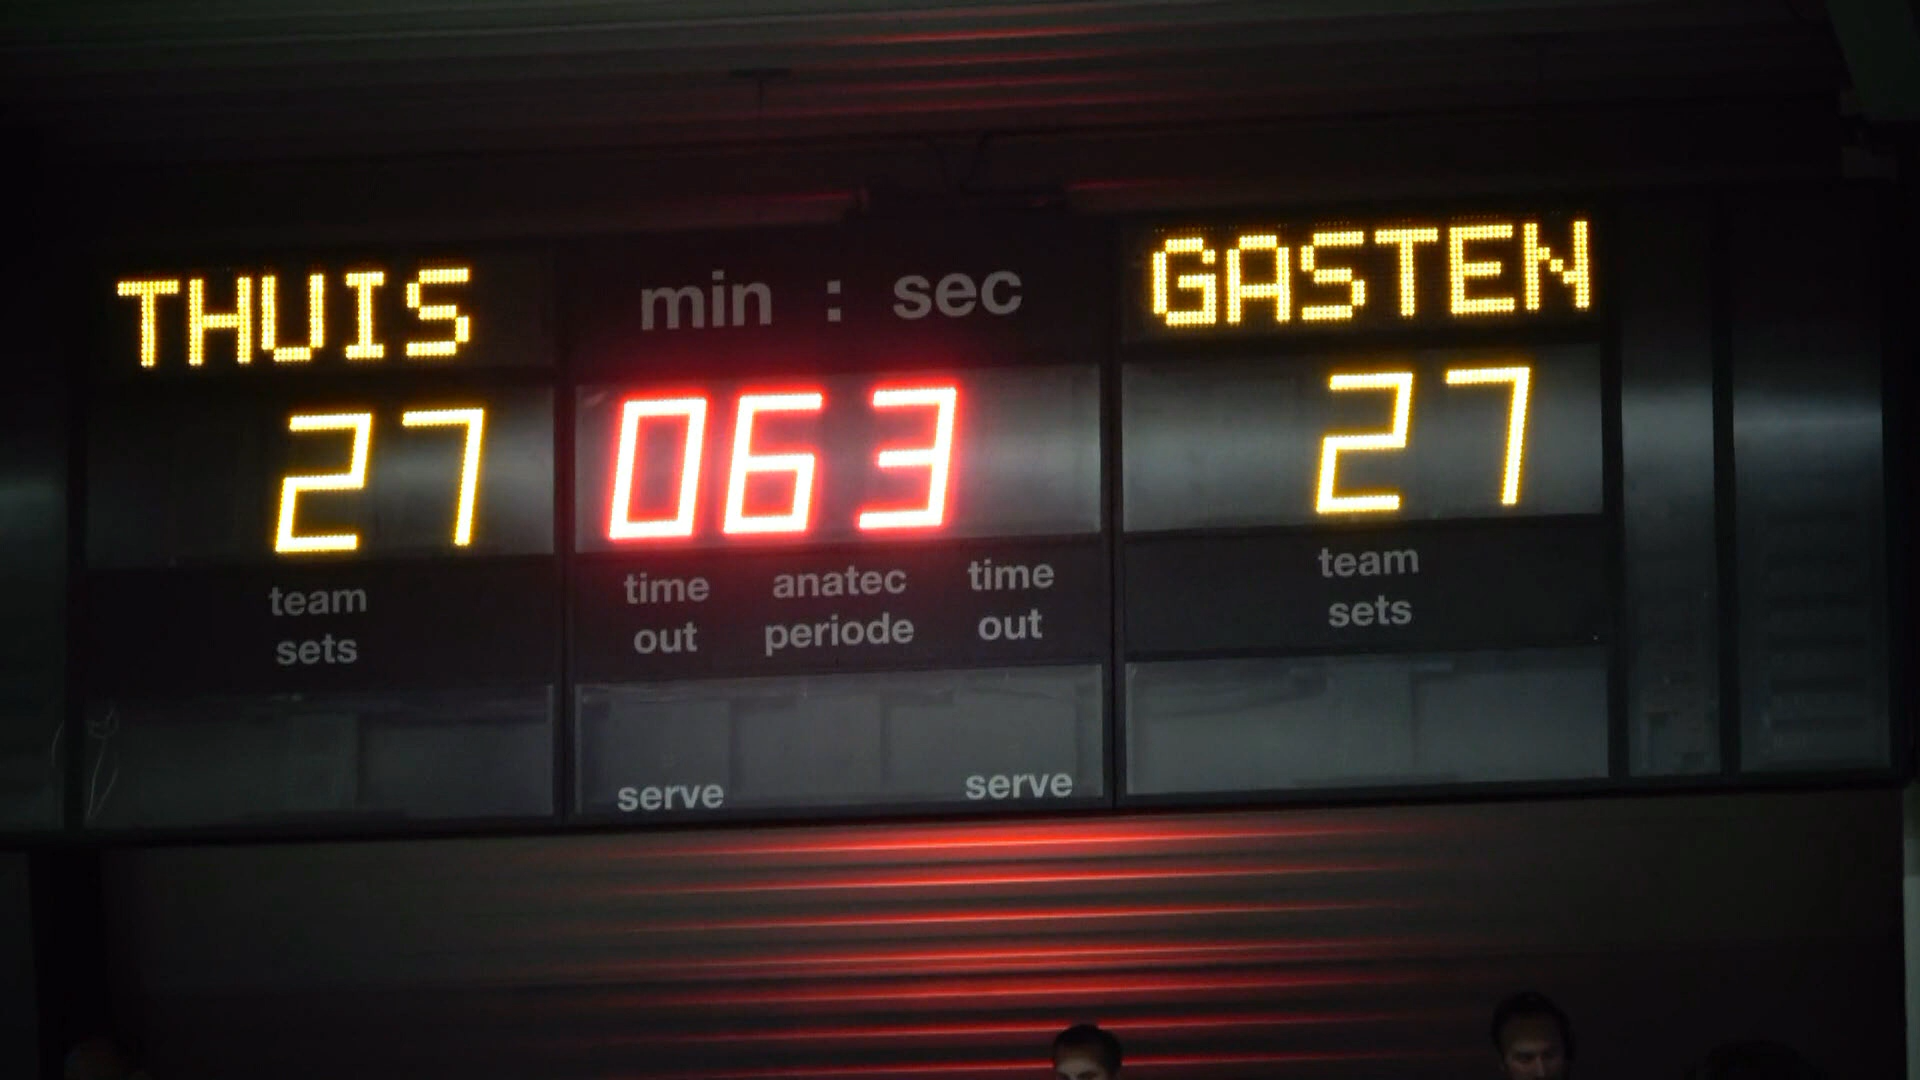 THUIS min : sec GASTEN
27 063 27
team sets
time out
anatec periode
time out
team sets
serve serve